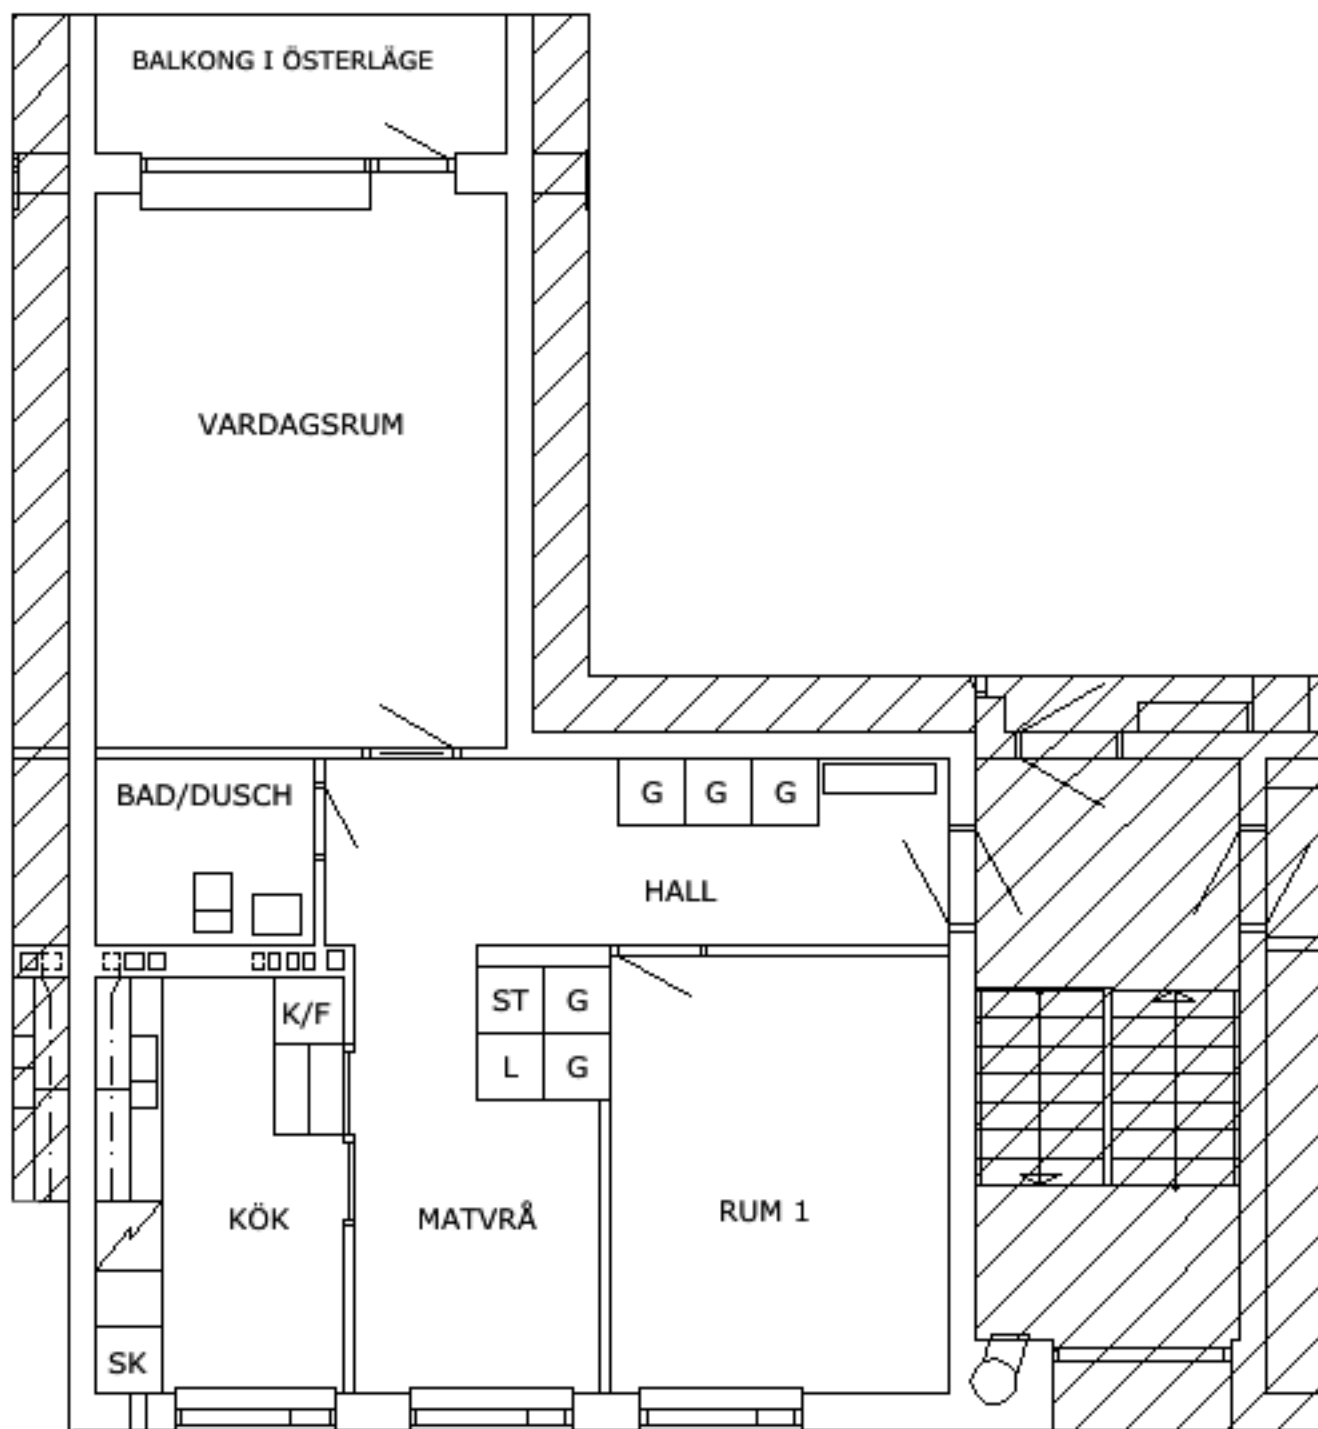 BALKONG I ÖSTERLÄGE
VARDAGSRUM
BAD/DUSCH
G G G
HALL
K/F
ST G
L G
KÖK
MATVRÅ
RUM 1
SK